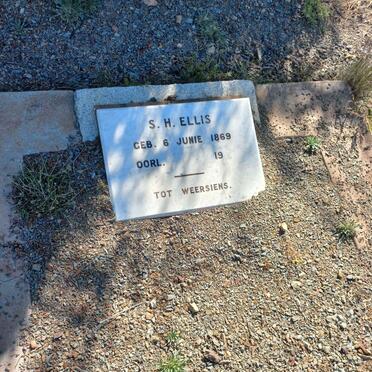 S. H. ELLIS
GEB. 6 JUNIE 1869
OORL. 19
TOT WEERSIENS.